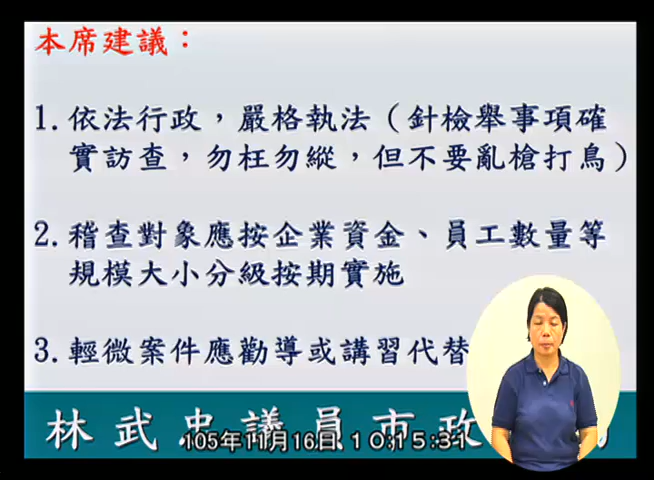 本席建議：
1. 依法行政，嚴格執法（針檢舉事項確
實訪查，勿枉勿縱，但不要亂槍打鳥）
2. 稽查對象應按企業資金、員工數量等
規模大小分級按期實施
3. 輕微案件應勸導或講習代替
林武忠議員市政
105年11月16日 10:15:31